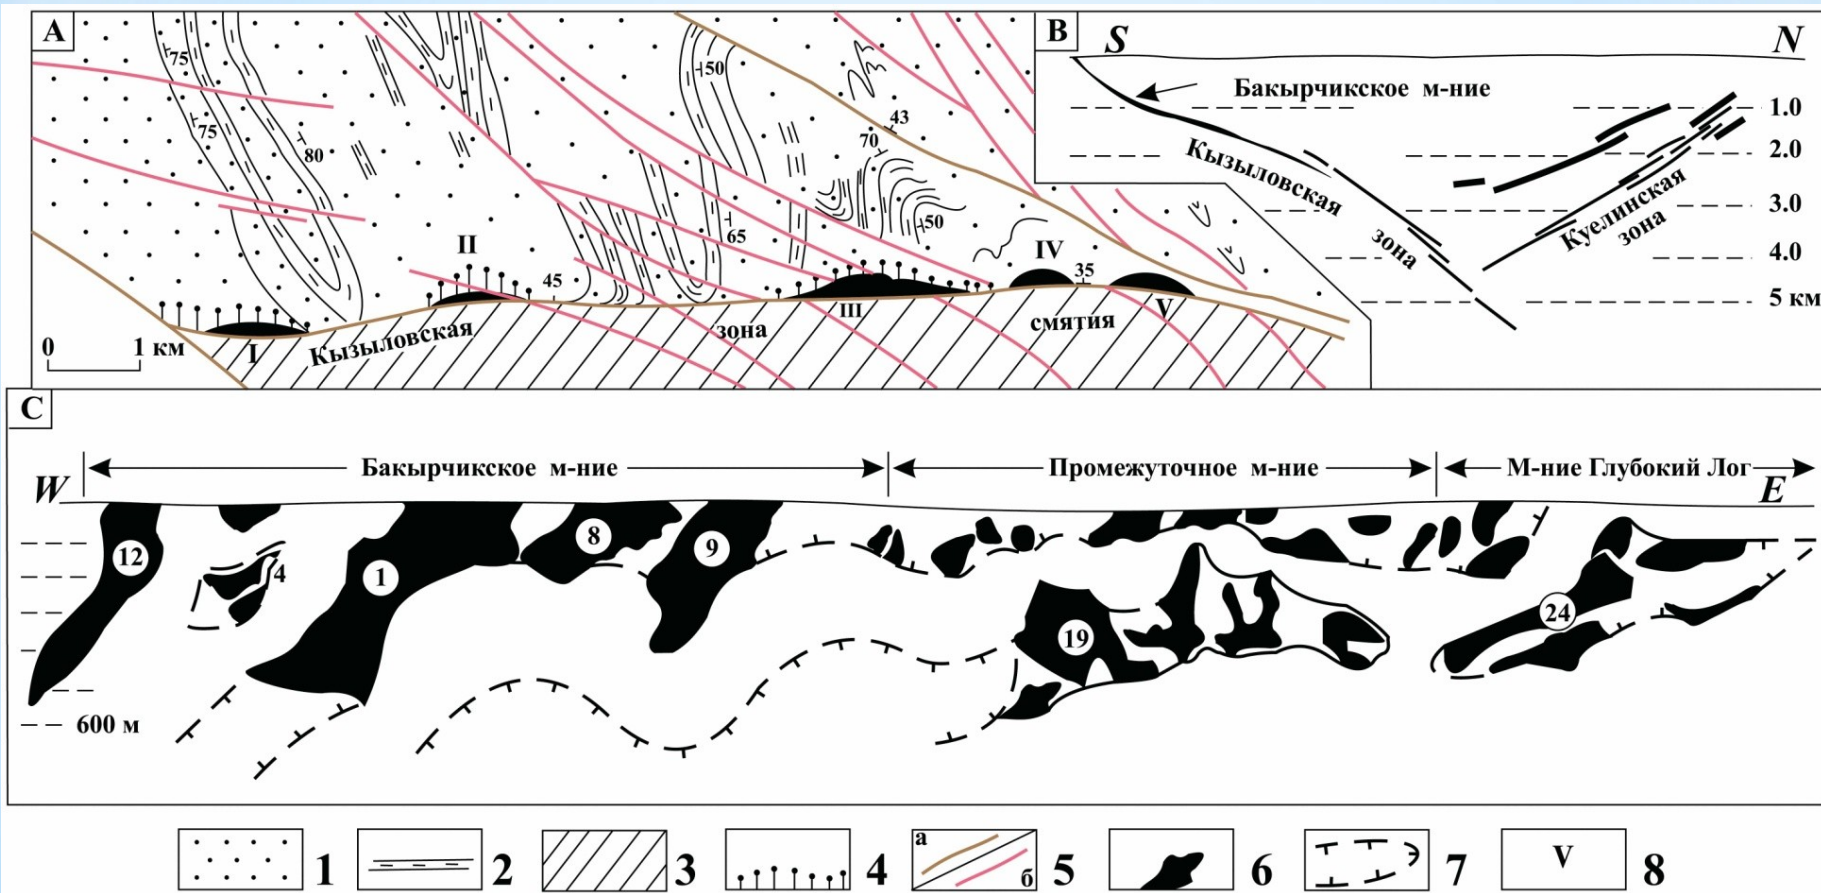 A
75
75
80
II
45
50
65
43
70
50
IV
35
I
III
V
Кызыловская зона смятия
0 1 км
B
S N
Бакырчикское м-ние
Кызыловская зона
Куелинская
зона
1.0
2.0
3.0
4.0
5 км
C
W E
Бакырчикское м-ние Промежуточное м-ние М-ние Глубокий Лог
12
4
1
8
9
19
24
600 м
1 2 3 4 а б 5 6 7 V 8